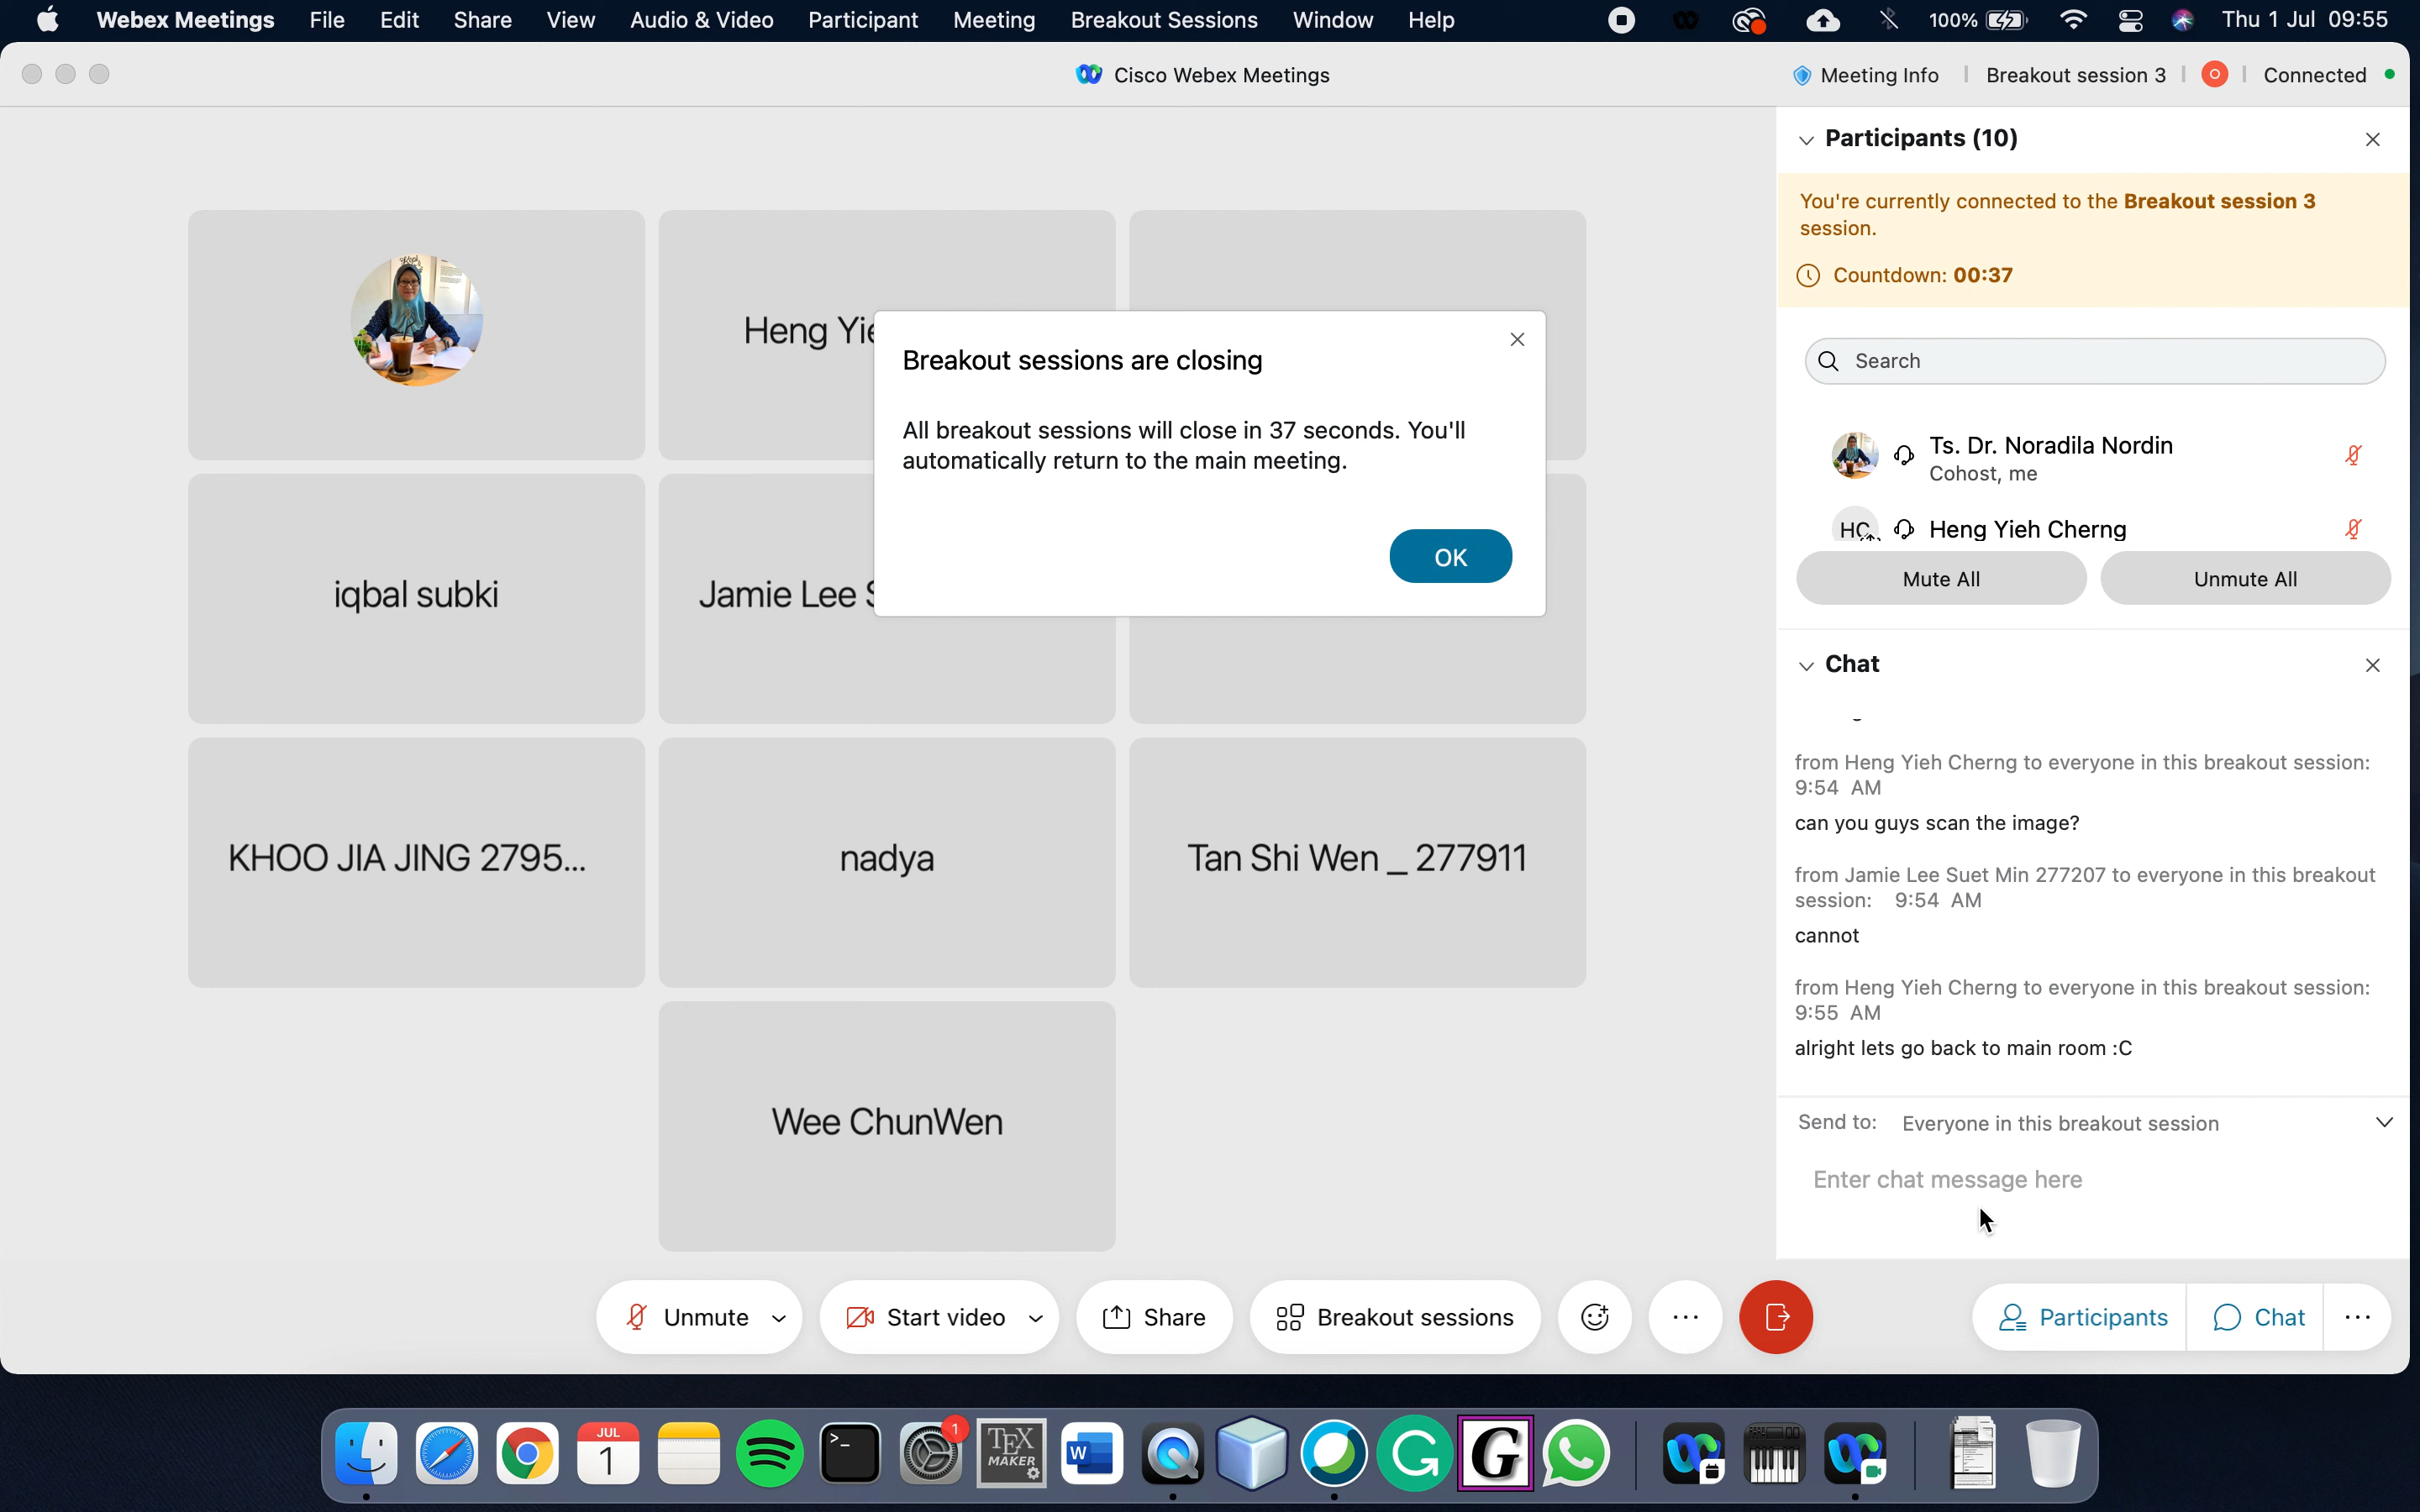 Webex Meetings File Edit Share View Audio & Video Participant Meeting Breakout Sessions Window Help 100% Thu 1 Jul 09:55
Cisco Webex Meetings
Meeting Info Breakout session 3 Connected
Participants (10)
You're currently connected to the Breakout session 3
session.
Countdown: 00:37
Search
Ts. Dr. Noradila Nordin
Cohost, me
HC Heng Yieh Cherng
Mute All Unmute All
Heng Yie
Breakout sessions are closing
All breakout sessions will close in 37 seconds. You'll
automatically return to the main meeting.
OK
iqbal subki
Jamie Lee
KHOO JIA JING 2795...
nadya
Tan Shi Wen _ 277911
Wee ChunWen
Chat
from Heng Yieh Cherng to everyone in this breakout session:
9:54 AM
can you guys scan the image?
from Jamie Lee Suet Min 277207 to everyone in this breakout
session: 9:54 AM
cannot
from Heng Yieh Cherng to everyone in this breakout session:
9:55 AM
alright lets go back to main room :C
Send to: Everyone in this breakout session
Enter chat message here
Unmute Start video Share Breakout sessions
Participants Chat
JUL
1
>_
1
TEX
MAKER
W
G
G